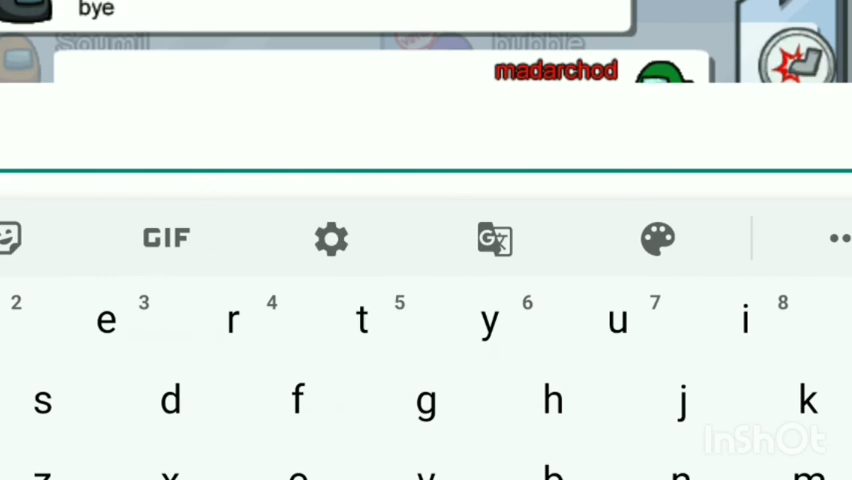 bye
Soumil
bubble
madarchod
GIF
2 3 4 5 6 7 8
e r t y u i
s d f g h j k
z x c v b n m
InShOt